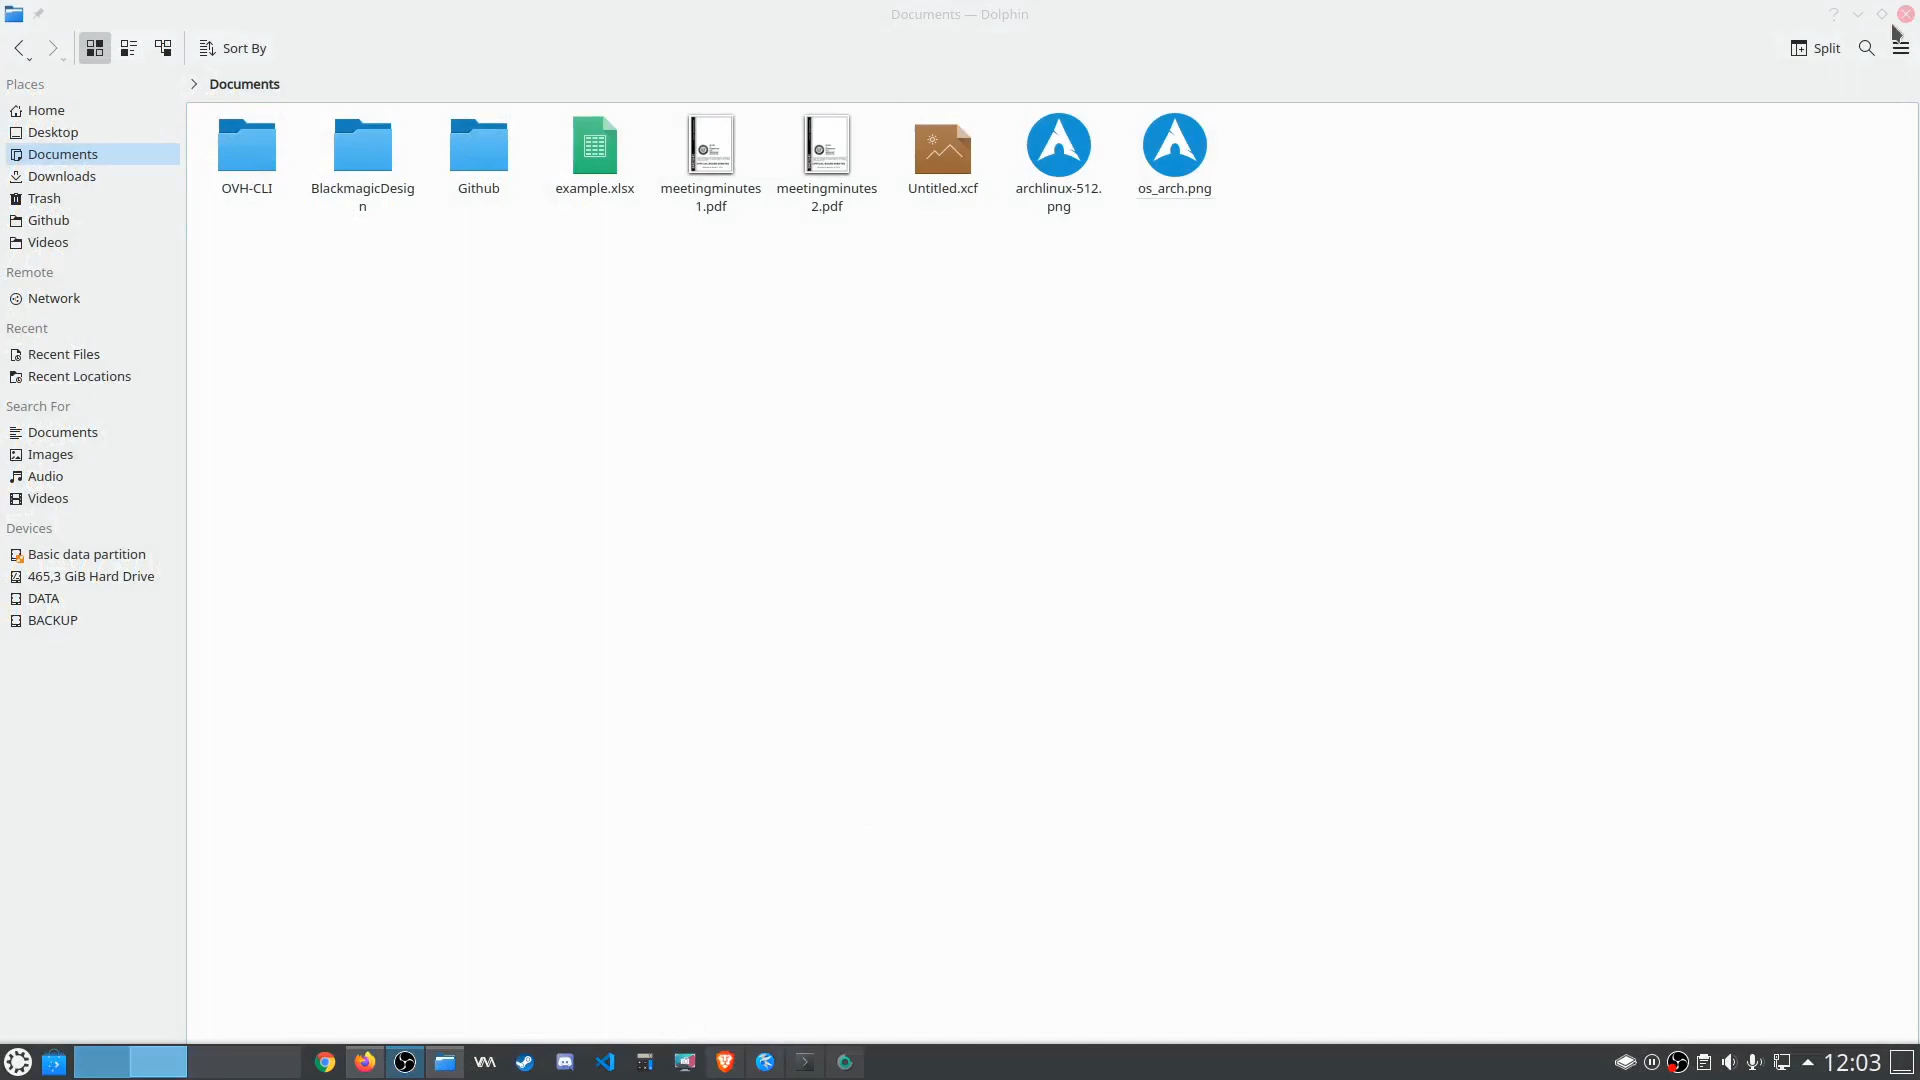 Documents — Dolphin
Sort By
Split
Places
Documents
Home
Desktop
Documents
Downloads
Trash
Github
Videos
Remote
Network
Recent
Recent Files
Recent Locations
Search For
Documents
Images
Audio
Videos
Devices
Basic data partition
465,3 GiB Hard Drive
DATA
BACKUP
OVH-CLI
BlackmagicDesig
n
Github
example.xlsx
meetingminutes
1.pdf
meetingminutes
2.pdf
Untitled.xcf
archlinux-512.
png
os_arch.png
12:03